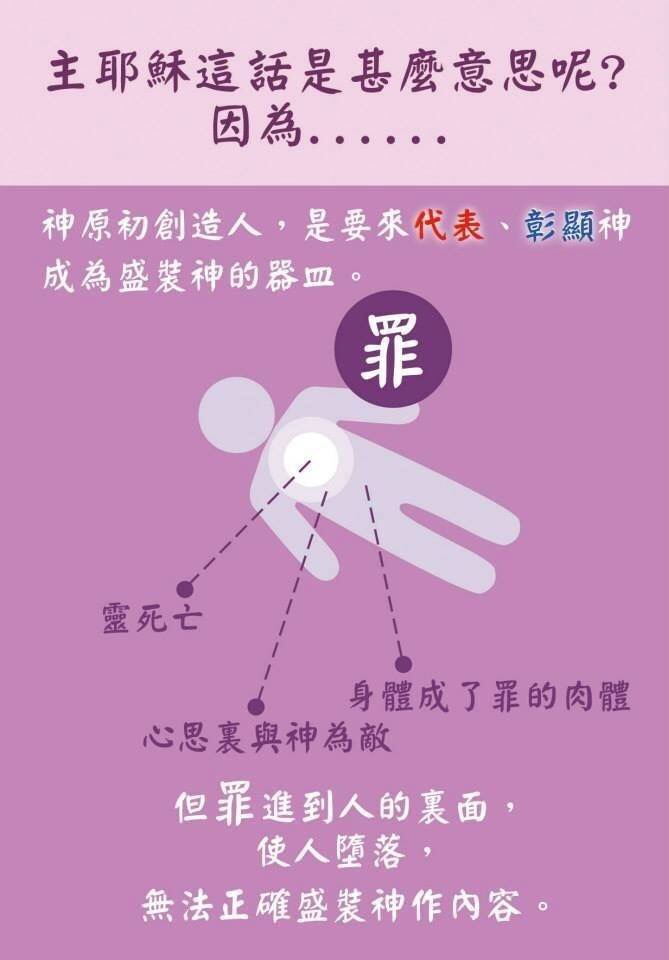 主耶穌這話是甚麼意思呢?
因為......
神原初創造人，是要來代表、彰顯神
成為盛裝神的器皿。
罪
靈死亡
身體成了罪的肉體
心思裏與神為敵
但罪進到人的裏面，
使人墮落，
無法正確盛裝神作內容。